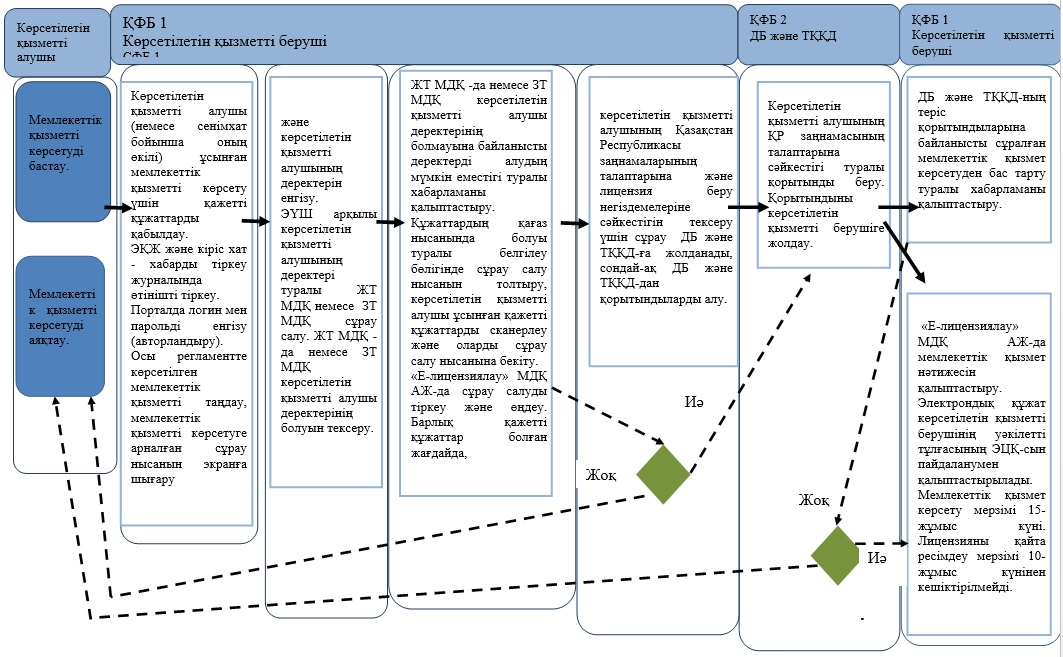 Көрсетілетін
қызметті
алушы
ҚФБ 1
Көрсетілетін қызметті беруші
СФБ 1
ҚФБ 2
ДБ және ТҚҚД
ҚФБ 1
Көрсетілетін қызметті
беруші
Мемлекеттік
қызметті
көрсетуді
бастау.
Мемлекетті
к қызметті
көрсетуді
аяқтау.
Көрсетілетін
қызметті алушы
(немесе сенімхат
бойынша оның
өкілі) ұсынған
мемлекеттік
қызметті көрсету
үшін қажетті
құжаттарды
қабылдау.
ЭҚЖ және кіріс хат
- хабарды тіркеу
журналында
өтінішті тіркеу.
Порталда логин мен
парольді енгізу
(авторландыру).
Осы регламентте
көрсетілген
мемлекеттік
қызметті таңдау,
мемлекеттік
қызметті көрсетуге
арналған сұрау
нысанын экранға
шығару
және
көрсетілетін
қызметті
алушының
деректерін
енгізу.
ЭҮШ арқылы
көрсетілетін
қызметті
алушының
деректері
туралы ЖТ
МДҚ немесе ЗТ
МДҚ сұрау
салу. ЖТ МДҚ -
да немесе ЗТ
МДҚ
көрсетілетін
қызметті алушы
деректерінің
болуын тексеру.
ЖТ МДҚ -да немесе ЗТ
МДҚ көрсетілетін
қызметті алушы
деректерінің
болмауына байланысты
деректерді алудың
мүмкін еместігі туралы
хабарламаны
қалыптастыру.
Құжаттардың қағаз
нысанында болуы
туралы белгілеу
бөлігінде сұрау салу
нысанын толтыру,
көрсетілетін қызметті
алушы ұсынған қажетті
құжаттарды сканерлеу
және оларды сұрау
салу нысанына бекіту.
«Е-лицензиялау» МДҚ
АЖ-да сұрау салуды
тіркеу және өңдеу.
Барлық қажетті
құжаттар болған
жағдайда,
көрсетілетін қызметті
алушының Қазақстан
Республикасы
заңнамаларының
талаптарына және
лицензия беру
негіздемелеріне
сәйкестігін тексеру
үшін сұрау ДБ және
ТҚҚД-ға жолданады,
сондай-ақ ДБ және
ТҚҚД-дан
қорытындыларды алу.
Көрсетілетін
қызметті алушының
ҚР заңнамасының
талаптарына
сәйкестігі туралы
қорытынды беру.
Қорытындыны
көрсетілетін
қызметті берушіге
жолдау.
ДБ және ТҚҚД-ның
теріс
қорытындыларына
байланысты сұралған
мемлекеттік қызмет
көрсетуден бас тарту
туралы хабарламаны
қалыптастыру.
«Е-лицензиялау»
МДҚ АЖ-да
мемлекеттік қызмет
нәтижесін
қалыптастыру.
Электрондық құжат
көрсетілетін қызметті
берушінің уәкілетті
тұлғасының ЭЦҚ-сын
пайдаланумен
қалыптастырылады.
Мемлекеттік қызмет
көрсету мерзімі 15-
жұмыс күні.
Лицензияны қайта
ресімдеу мерзімі 10-
жұмыс күнінен
кешіктірілмейді.
Иә
Жоқ
Жоқ
Иә